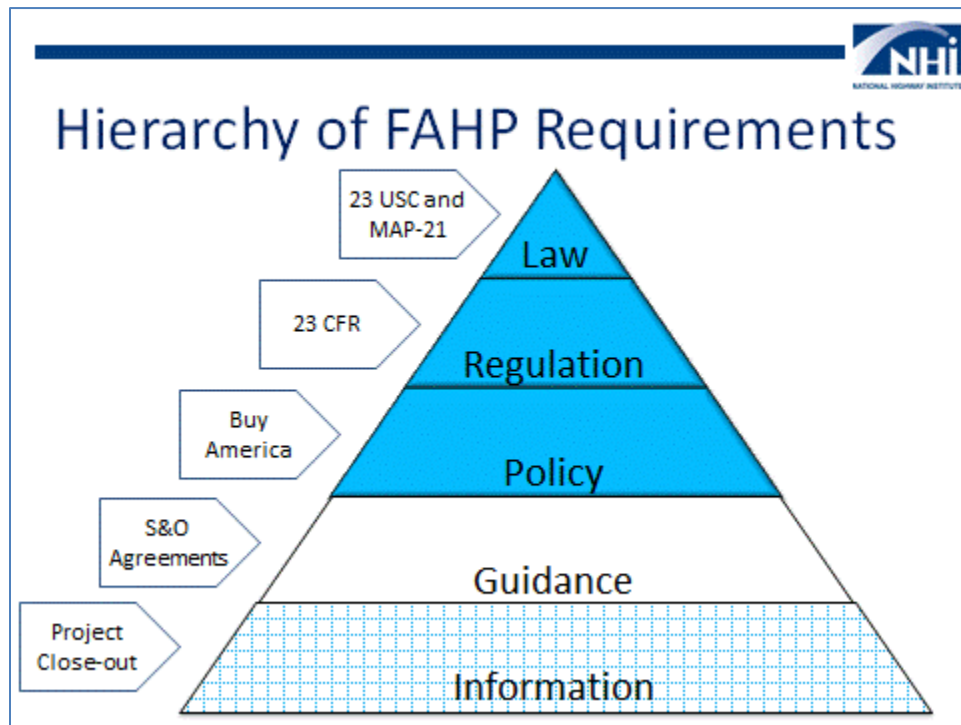 NHi
NATIONAL HIGHWAY INSTITUTE
Hierarchy of FAHP Requirements
23 USC and
MAP-21
Law
23 CFR
Regulation
Buy
America
Policy
S&O
Agreements
Guidance
Project
Close-out
Information